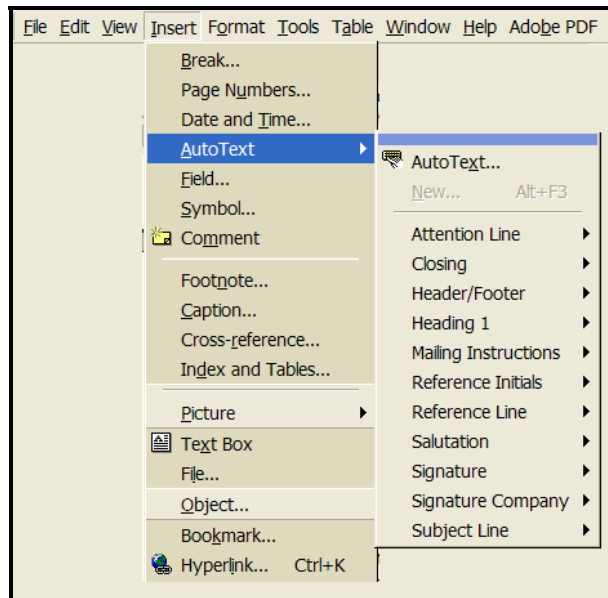 File Edit View Insert Format Tools Table Window Help Adobe PDF
Break...
Page Numbers...
Date and Time...
AutoText
Field...
Symbol...
Comment
Footnote...
Caption...
Cross-reference...
Index and Tables...
Picture
Text Box
File...
Object...
Bookmark...
Hyperlink... Ctrl+K
AutoText...
New... Alt+F3
Attention Line
Closing
Header/Footer
Heading 1
Mailing Instructions
Reference Initials
Reference Line
Salutation
Signature
Signature Company
Subject Line